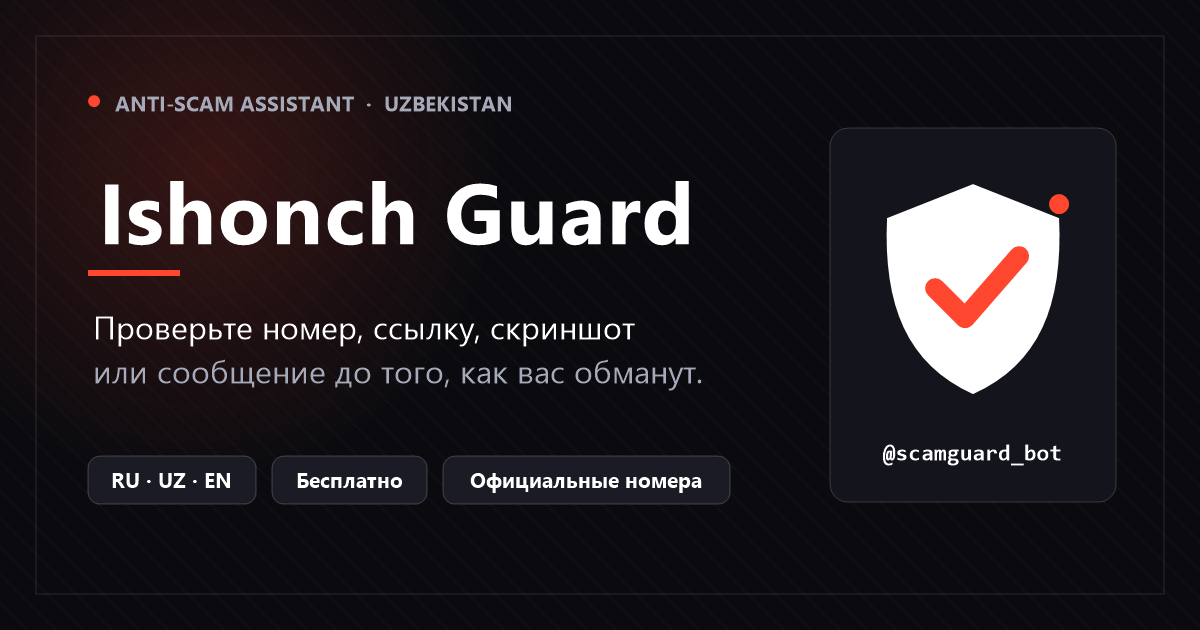 ANTI-SCAM ASSISTANT · UZBEKISTAN
Ishonch Guard
Проверьте номер, ссылку, скриншот
или сообщение до того, как вас обманут.
RU · UZ · EN
Бесплатно
Официальные номера
@scamguard_bot